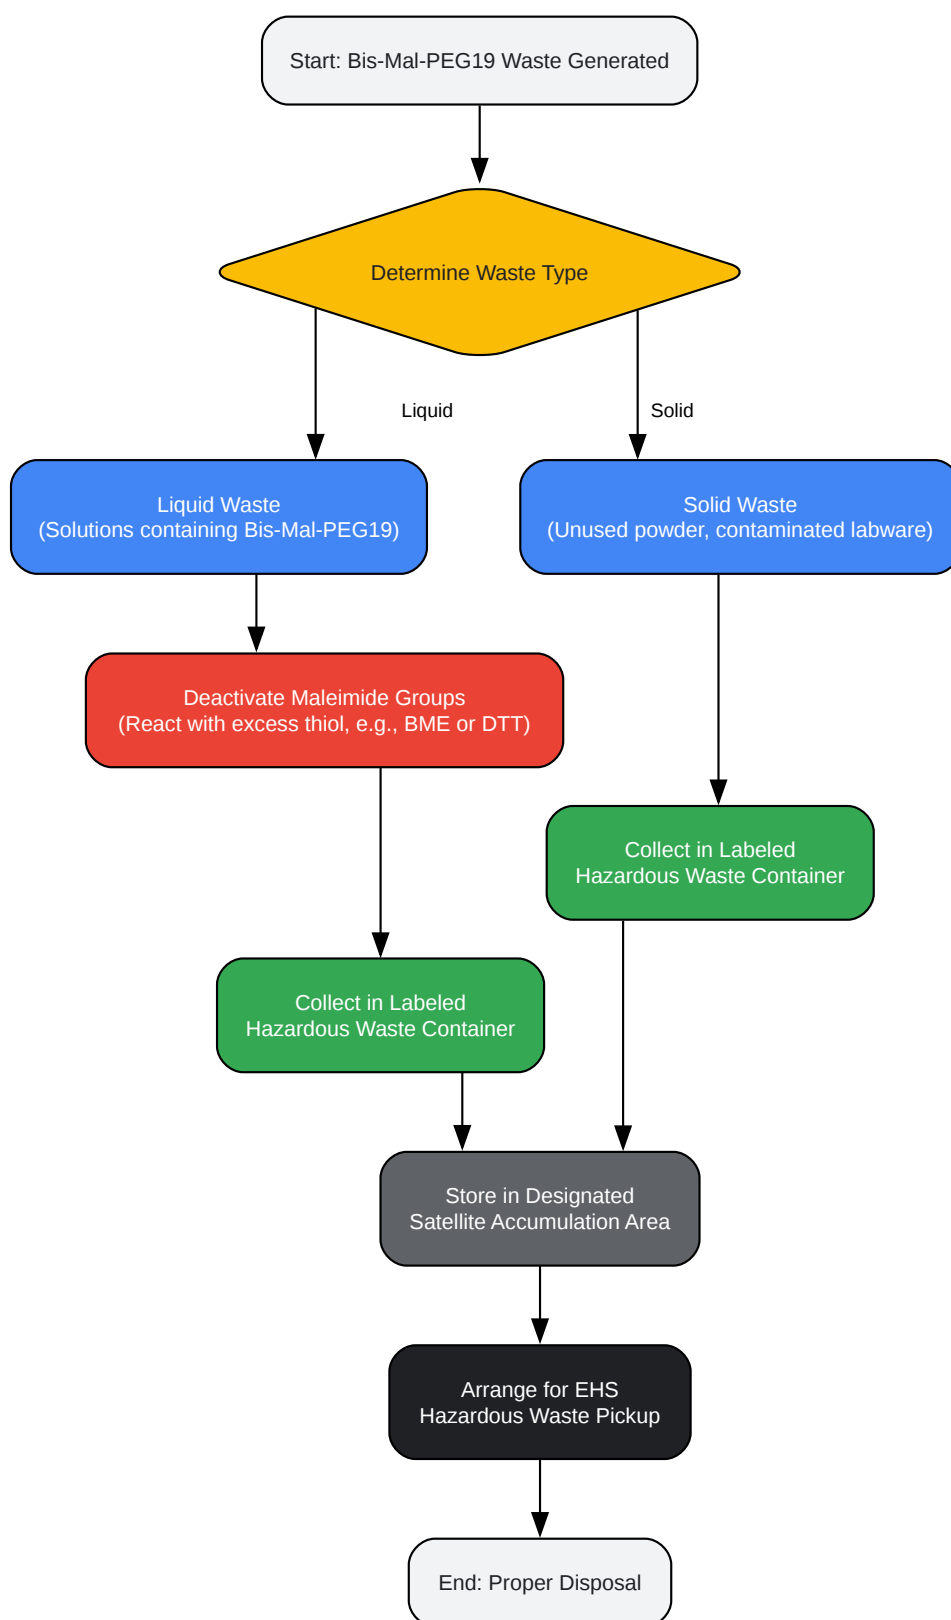 Start: Bis-Mal-PEG19 Waste Generated
Determine Waste Type
Liquid
Solid
Liquid Waste
(Solutions containing Bis-Mal-PEG19)
Solid Waste
(Unused powder, contaminated labware)
Deactivate Maleimide Groups
(React with excess thiol, e.g., BME or DTT)
Collect in Labeled
Hazardous Waste Container
Collect in Labeled
Hazardous Waste Container
Store in Designated
Satellite Accumulation Area
Arrange for EHS
Hazardous Waste Pickup
End: Proper Disposal